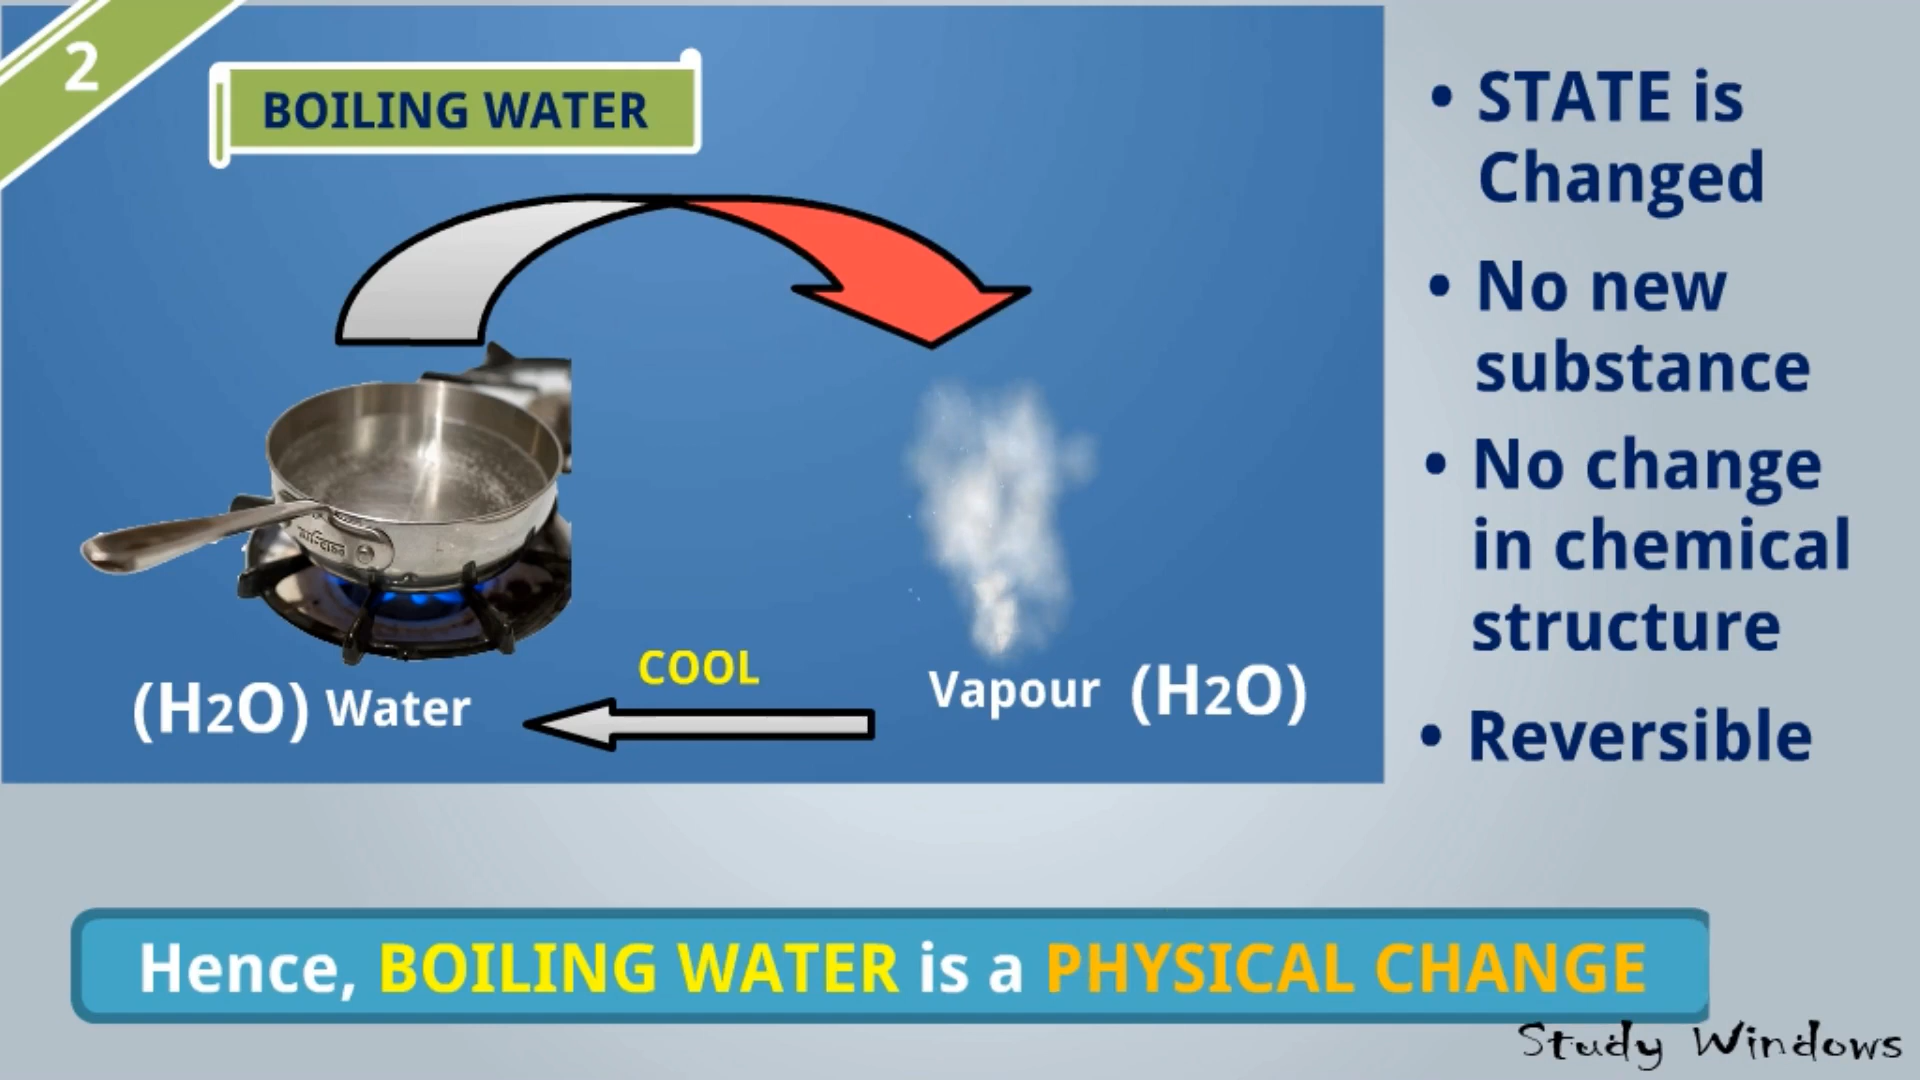 2
BOILING WATER
COOL
(H2O) Water
Vapour (H2O)
• STATE is
Changed
• No new
substance
• No change
in chemical
structure
• Reversible
Hence, BOILING WATER is a PHYSICAL CHANGE
Study Windows